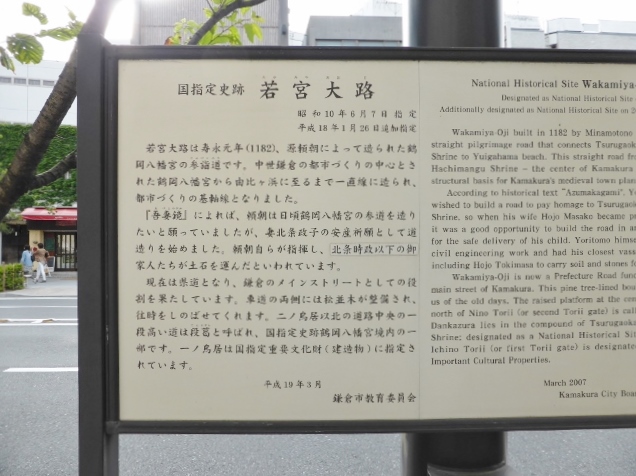 国指定史跡 若宮大路
昭和10年6月7日指定
平成18年1月26日追加指定
若宮大路は寿永元年(1182)、源頼朝によって造られた鶴
岡八幡宮の参詣道です。中世鎌倉の都市づくりの中心とさ
れた鶴岡八幡宮から由比ヶ浜に至るまで一直線に造られ、
都市づくりの基軸線となりました。
『吾妻鏡』によれば、頼朝は日頃鶴岡八幡宮の参道を造り
たいと願っていましたが、妻北条政子の安産祈願として道
造りを始めました。頼朝自らが指揮し、北条時政以下の御
家人たちが土石を運んだといわれています。
現在は県道となり、鎌倉のメインストリートとしての役
割を果たしています。車道の両側には松並木が整備され、
往時をしのばせてくれます。二ノ鳥居以北の道路中央の一
段高い道は段葛と呼ばれ、国指定史跡鶴岡八幡宮境内の一
部です。一ノ鳥居は国指定重要文化財(建造物)に指定さ
れています。
平成19年3月
鎌倉市教育委員会
National Historical Site Wakamiya-
Designated as National Historical Site
Additionally designated as National Historical Site on 2
Wakamiya-Oji built in 1182 by Minamoto
straight pilgrimage road that connects Tsurugao
Shrine to Yuigahama beach. This straight road fr
Hachimangu Shrine – the center of Kamakura
structural basis for Kamakura's medieval town plan
According to historical text "Azumakagami", Yo
wished to build a road to pay homage to Tsurugao
Shrine, so when his wife Hojo Masako became p
it was a good opportunity to build the road in a
for the safe delivery of his child. Yoritomo himse
civil engineering work and had his closest vass
including Hojo Tokimasa to carry soil and stones f
Wakamiya-Oji is now a Prefecture Road func
main street of Kamakura. This pine tree-lined bou
us of the old days. The raised platform at the cen
north of Nino Torii (or second Torii gate) is call
Dankazura lies in the compound of Tsurugaoka
Shrine; designated as a National Historical Sit
Ichino Torii (or first Torii gate) is designate
Important Cultural Properties.
March 2007
Kamakura City Boar